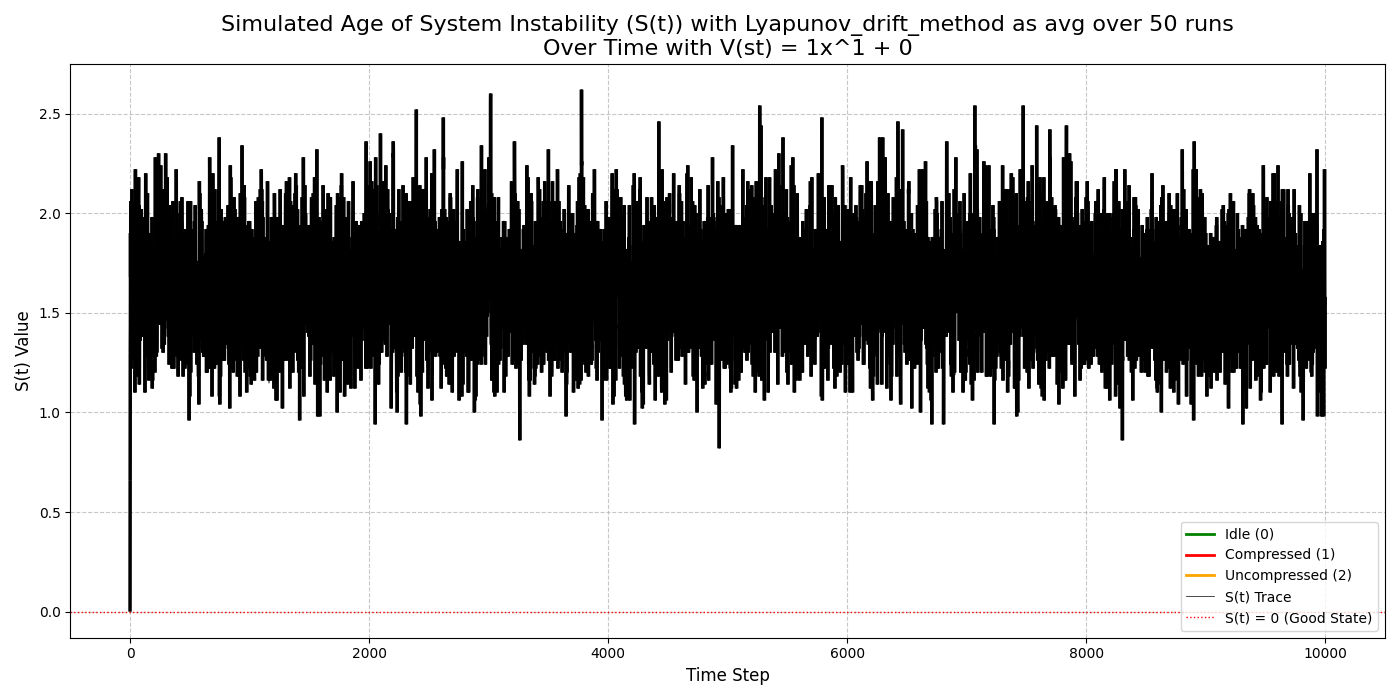 Simulated Age of System Instability (S(t)) with Lyapunov_drift_method as avg over 50 runs
Over Time with V(st) = 1x^1 + 0
S(t) Value
2.5
2.0
1.5
1.0
0.5
0.0
Idle (0)
Compressed (1)
Uncompressed (2)
S(t) Trace
S(t) = 0 (Good State)
0 2000 4000 6000 8000 10000
Time Step